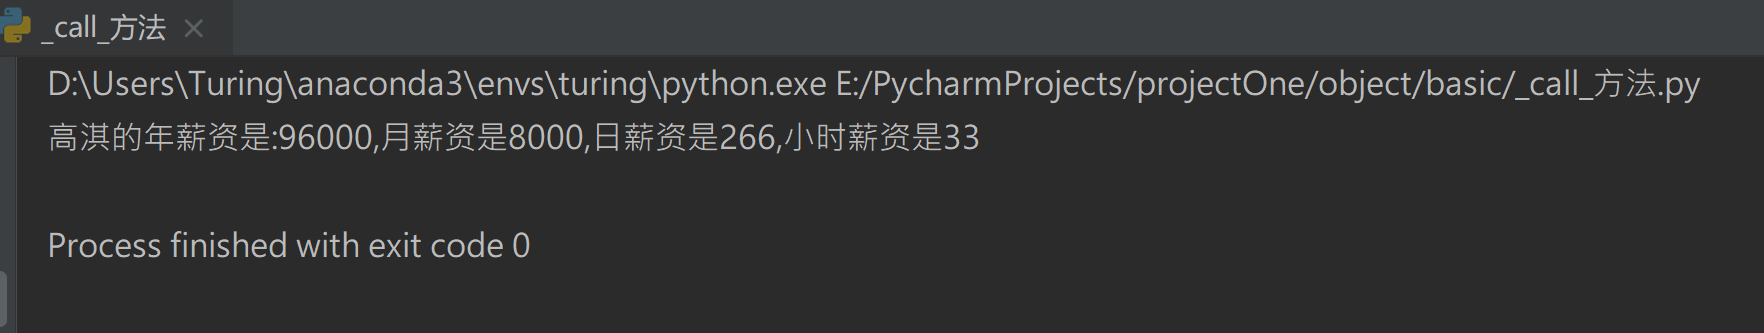 _call_方法
D:\Users\Turing\anaconda3\envs\turing\python.exe E:/PycharmProjects/projectOne/object/basic/_call_方法.py
高淇的年薪资是:96000,月薪资是8000,日薪资是266,小时薪资是33
Process finished with exit code 0